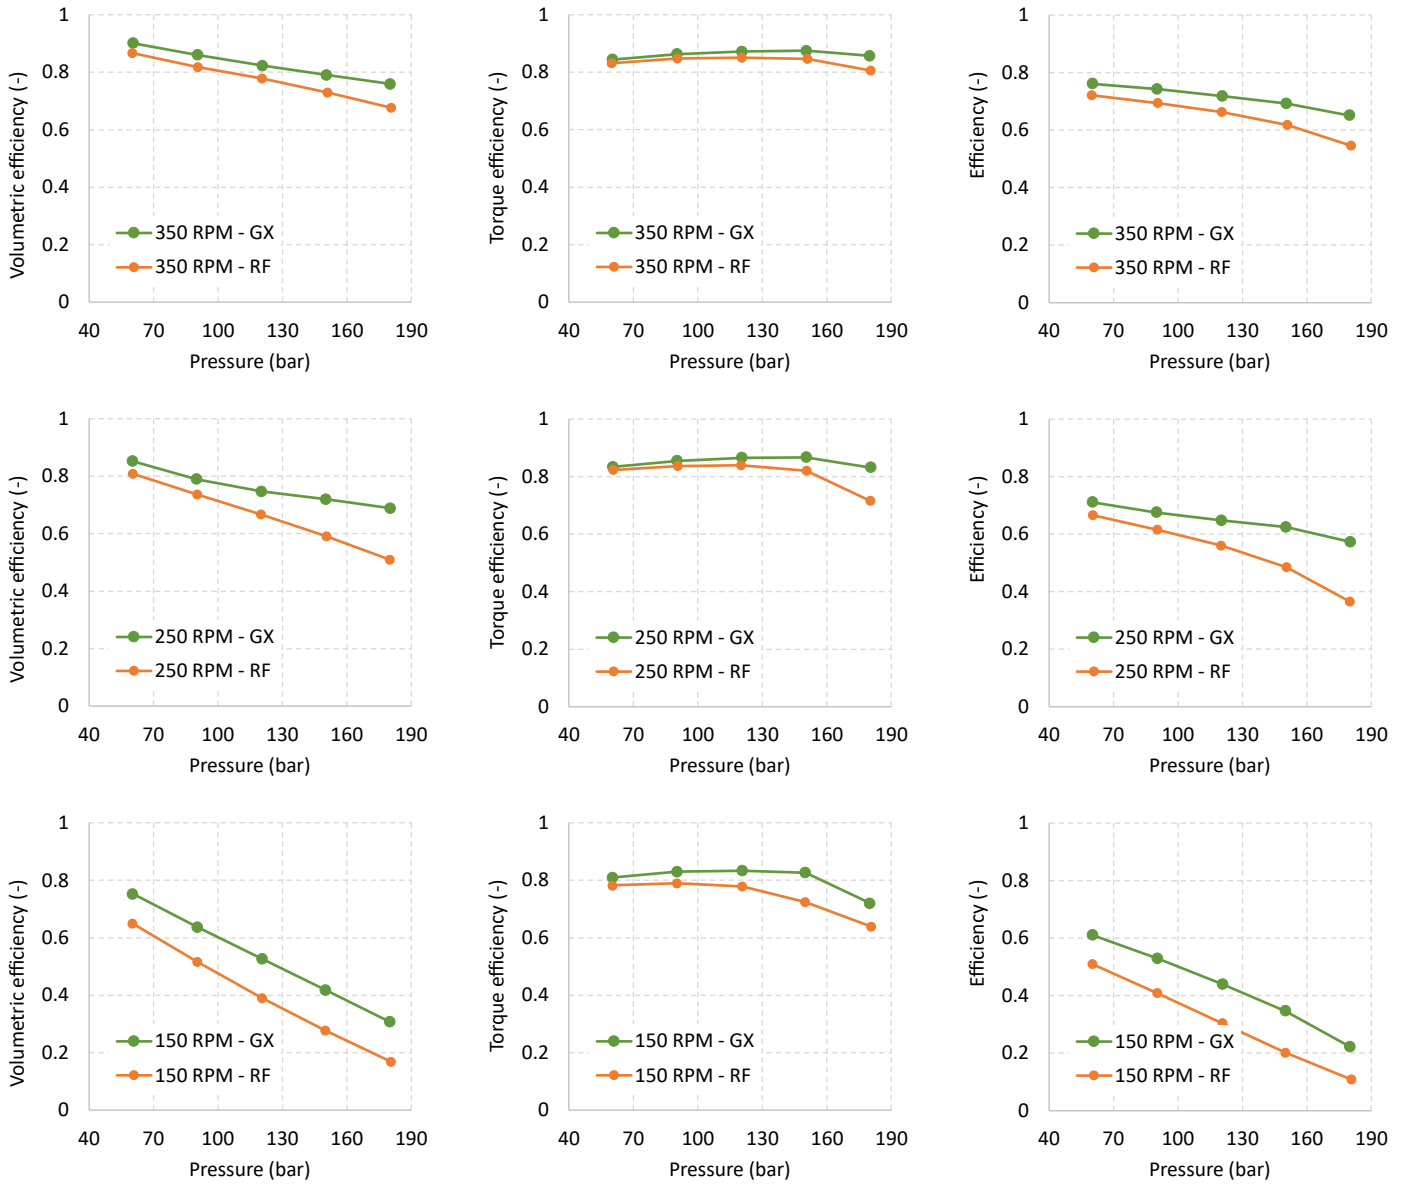 Volumetric efficiency (-)
1
0.8
0.6
0.4
0.2
0
350 RPM - GX
350 RPM - RF
40 70 100 130 160 190
Pressure (bar)
Torque efficiency (-)
1
0.8
0.6
0.4
0.2
0
350 RPM - GX
350 RPM - RF
40 70 100 130 160 190
Pressure (bar)
Efficiency (-)
1
0.8
0.6
0.4
0.2
0
350 RPM - GX
350 RPM - RF
40 70 100 130 160 190
Pressure (bar)
Volumetric efficiency (-)
1
0.8
0.6
0.4
0.2
0
250 RPM - GX
250 RPM - RF
40 70 100 130 160 190
Pressure (bar)
Torque efficiency (-)
1
0.8
0.6
0.4
0.2
0
250 RPM - GX
250 RPM - RF
40 70 100 130 160 190
Pressure (bar)
Efficiency (-)
1
0.8
0.6
0.4
0.2
0
250 RPM - GX
250 RPM - RF
40 70 100 130 160 190
Pressure (bar)
Volumetric efficiency (-)
1
0.8
0.6
0.4
0.2
0
150 RPM - GX
150 RPM - RF
40 70 100 130 160 190
Pressure (bar)
Torque efficiency (-)
1
0.8
0.6
0.4
0.2
0
150 RPM - GX
150 RPM - RF
40 70 100 130 160 190
Pressure (bar)
Efficiency (-)
1
0.8
0.6
0.4
0.2
0
150 RPM - GX
150 RPM - RF
40 70 100 130 160 190
Pressure (bar)